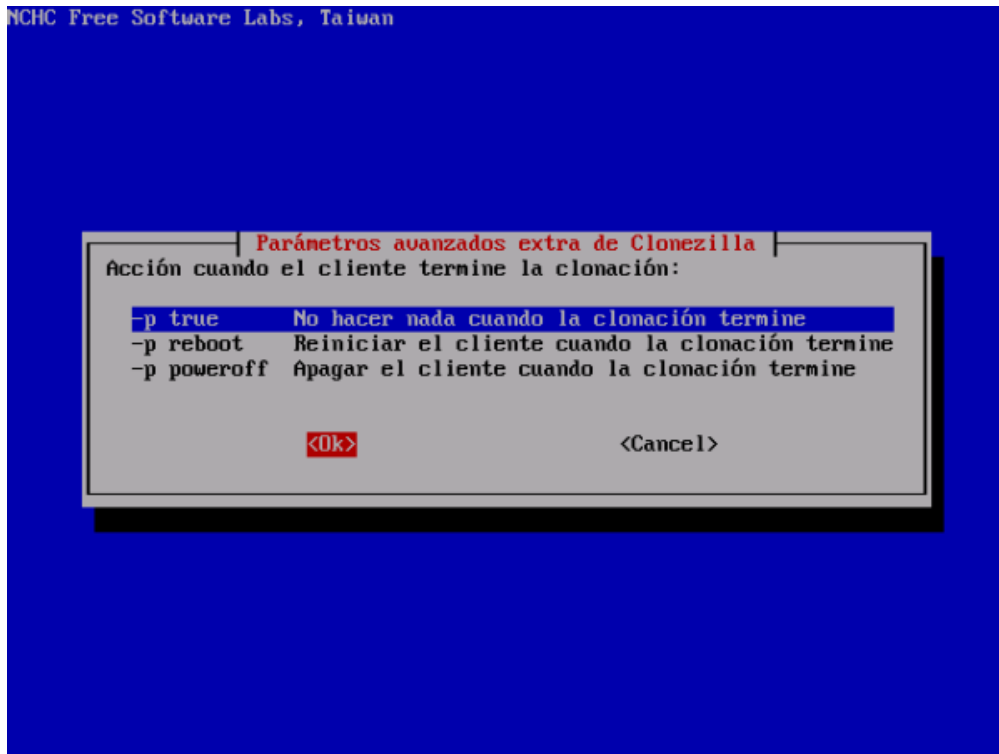 NCHC Free Software Labs, Taiwan
Parámetros avanzados extra de Clonezilla
Acción cuando el cliente termine la clonación:
-p true No hacer nada cuando la clonación termine
-p reboot Reiniciar el cliente cuando la clonación termine
-p poweroff Apagar el cliente cuando la clonación termine
<Ok> <Cancel>